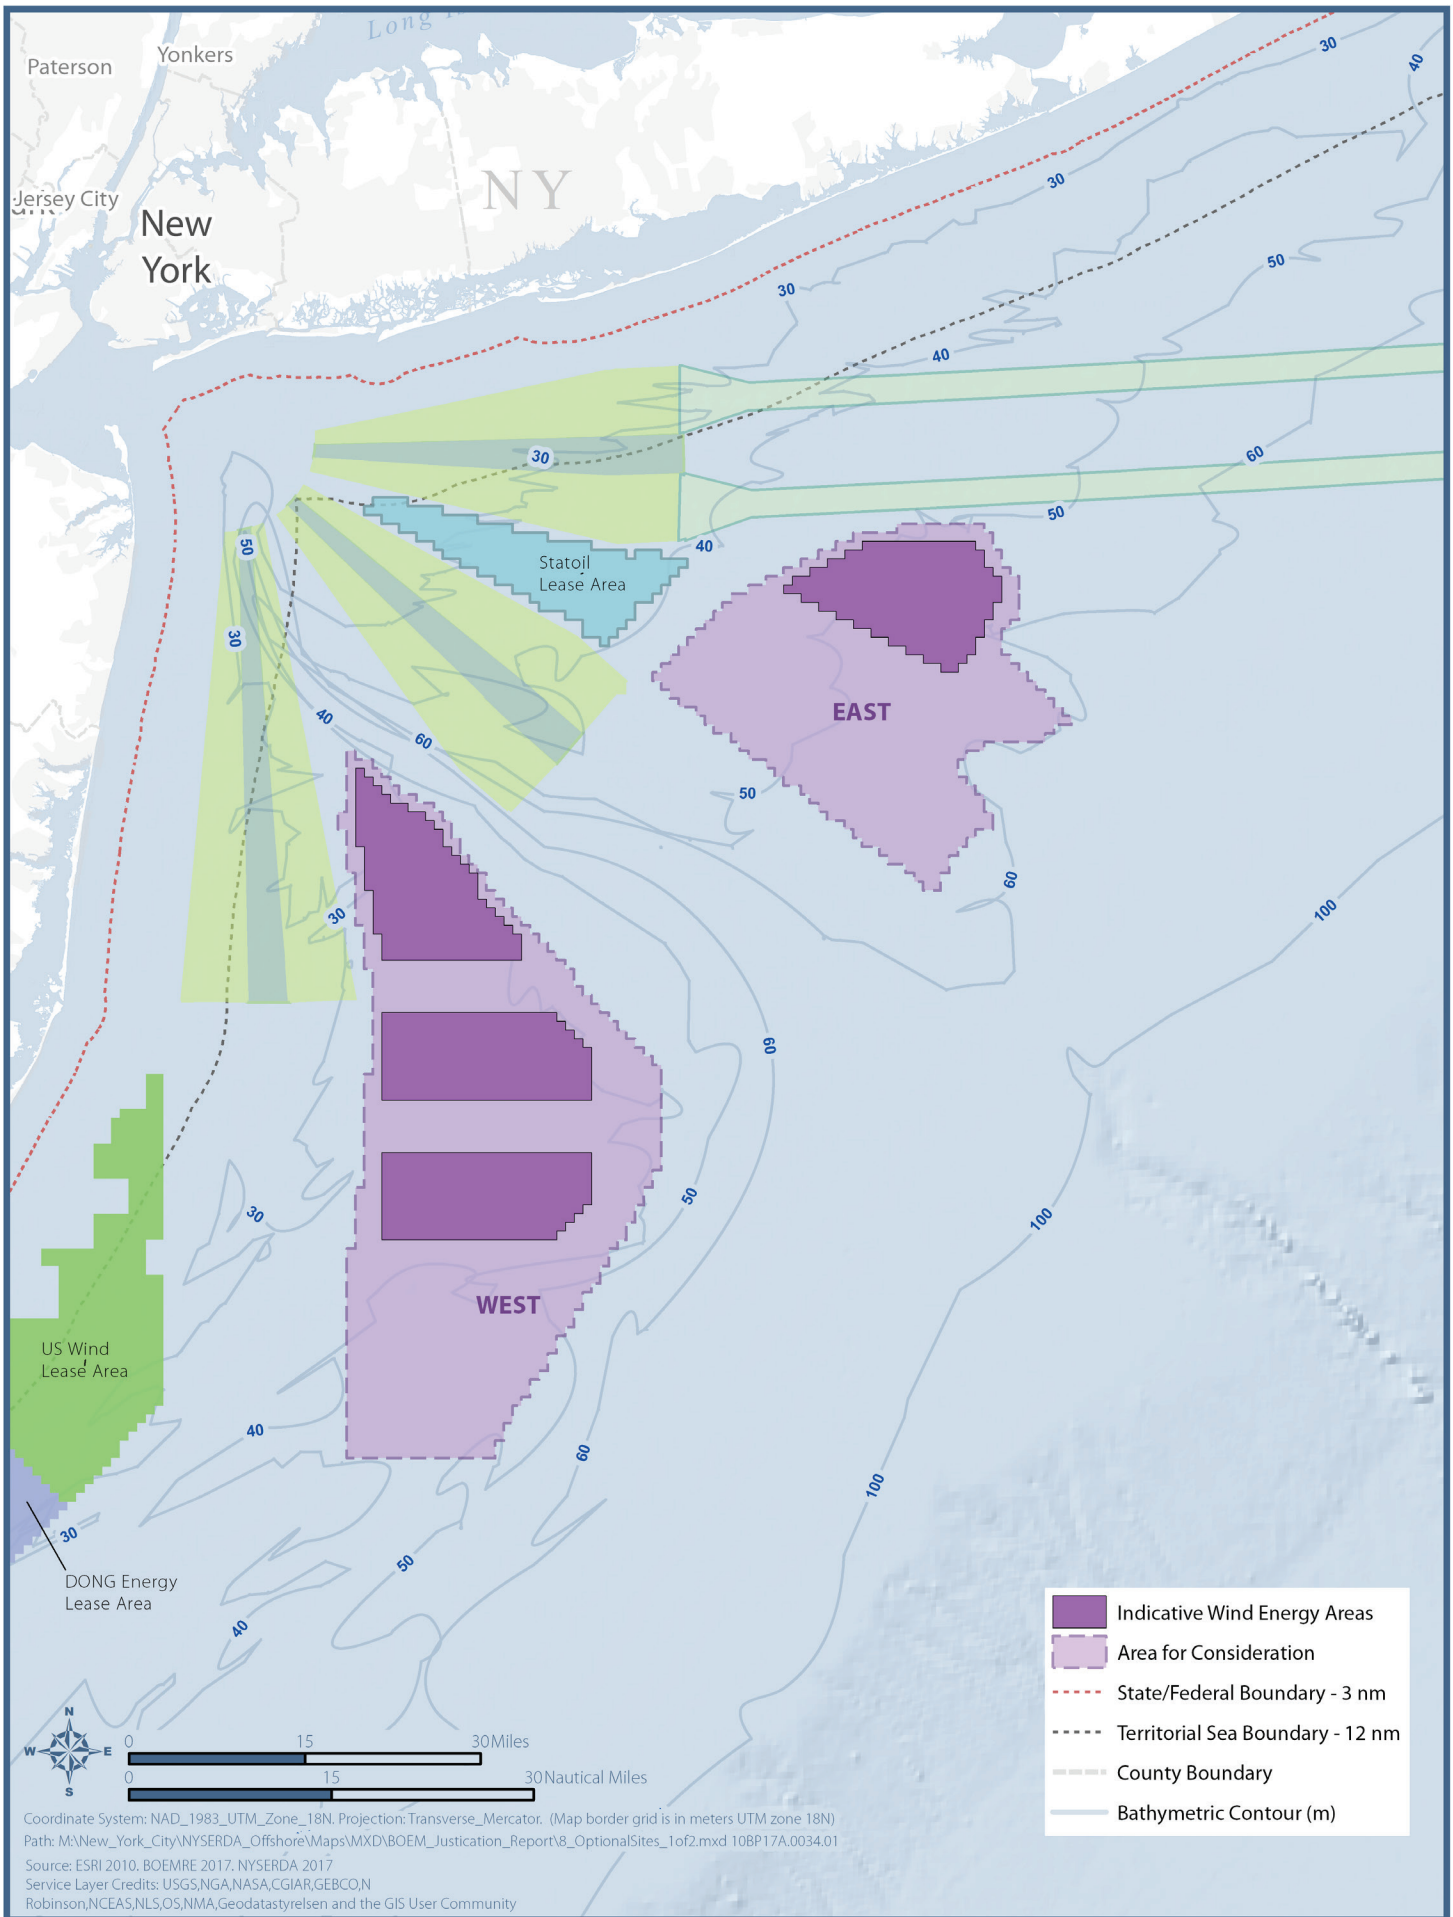 Long
Paterson
Yonkers
Jersey City
New
York
NY
30
40
30
50
30
40
60
30
50
50
40
Statoil
Lease Area
30
EAST
40
60
50
60
100
30
60
50
30
100
WEST
US Wind
Lease Area
40
60
100
30
50
DONG Energy
Lease Area
40
Indicative Wind Energy Areas
Area for Consideration
State/Federal Boundary - 3 nm
Territorial Sea Boundary - 12 nm
County Boundary
Bathymetric Contour (m)
N
W E
S
0 15 30 Miles
0 15 30 Nautical Miles
Coordinate System: NAD_1983_UTM_Zone_18N. Projection: Transverse_Mercator. (Map border grid is in meters UTM zone 18N)
Path: M:\New_York_City\NYSERDA_Offshore\Maps\MXD\BOEM_Justication_Report\8_OptionalSites_1of2.mxd 10BP17A.0034.01
Source: ESRI 2010. BOEMRE 2017. NYSERDA 2017
Service Layer Credits: USGS,NGA,NASA,CGIAR,GEBCO,N
Robinson,NCEAS,NLS,OS,NMA,Geodatastyrelsen and the GIS User Community